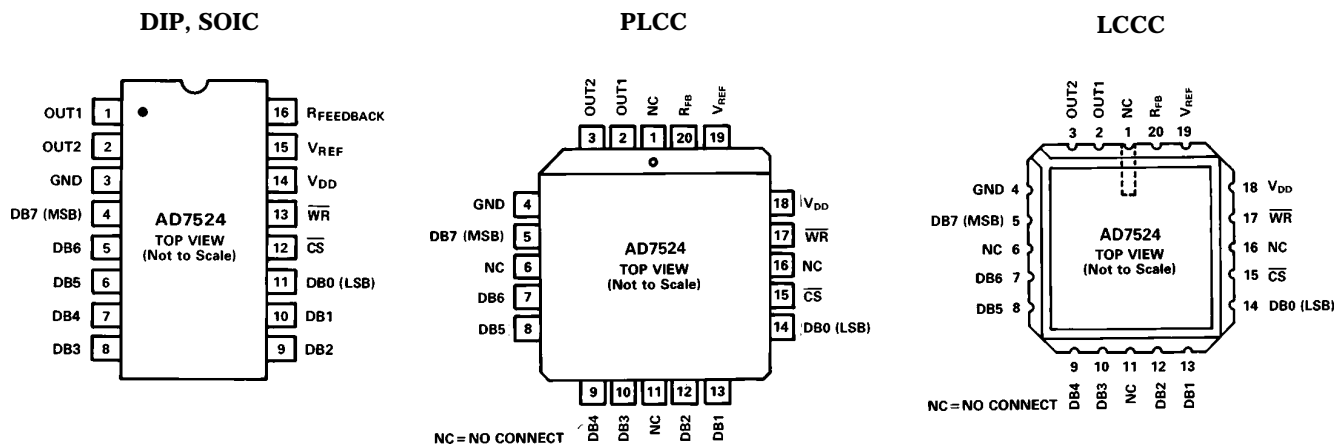 DIP, SOIC
OUT1 1
OUT2 2
GND 3
DB7 (MSB) 4
DB6 5
DB5 6
DB4 7
DB3 8
16 RFEEDBACK
15 VREF
14 VDD
13 WR
12 CS
11 DB0 (LSB)
10 DB1
9 DB2
AD7524
TOP VIEW
(Not to Scale)
PLCC
OUT2 OUT1 NC RFB VREF
3 2 1 20 19
GND 4
DB7 (MSB) 5
NC 6
DB6 7
DB5 8
18 VDD
17 WR
16 NC
15 CS
14 DB0 (LSB)
AD7524
TOP VIEW
(Not to Scale)
9 10 11 12 13
DB4 DB3 NC DB2 DB1
NC = NO CONNECT
LCCC
OUT2 OUT1 NC RFB VREF
3 2 1 20 19
GND 4
DB7 (MSB) 5
NC 6
DB6 7
DB5 8
18 VDD
17 WR
16 NC
15 CS
14 DB0 (LSB)
AD7524
TOP VIEW
(Not to Scale)
9 10 11 12 13
DB4 DB3 NC DB2 DB1
NC = NO CONNECT